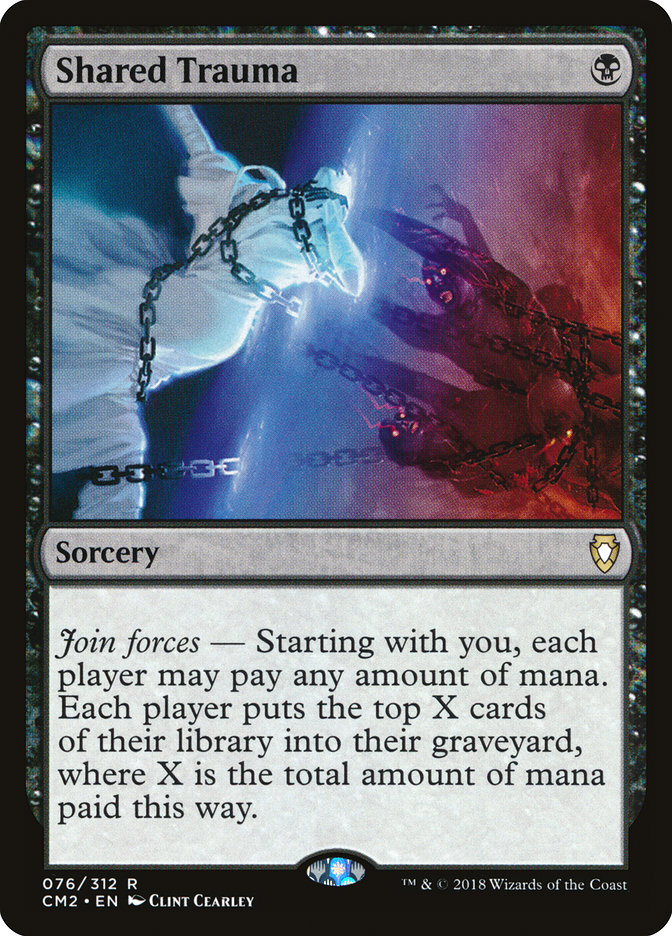 Shared Trauma
Sorcery
Join forces — Starting with you, each
player may pay any amount of mana.
Each player puts the top X cards
of their library into their graveyard,
where X is the total amount of mana
paid this way.
076/312 R
™ & © 2018 Wizards of the Coast
CM2 • EN Clint Cearley